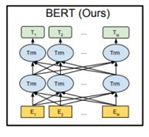 BERT (Ours)
T1 T2 ... TN
Trm Trm ... Trm
Trm Trm ... Trm
E1 E2 ... EN